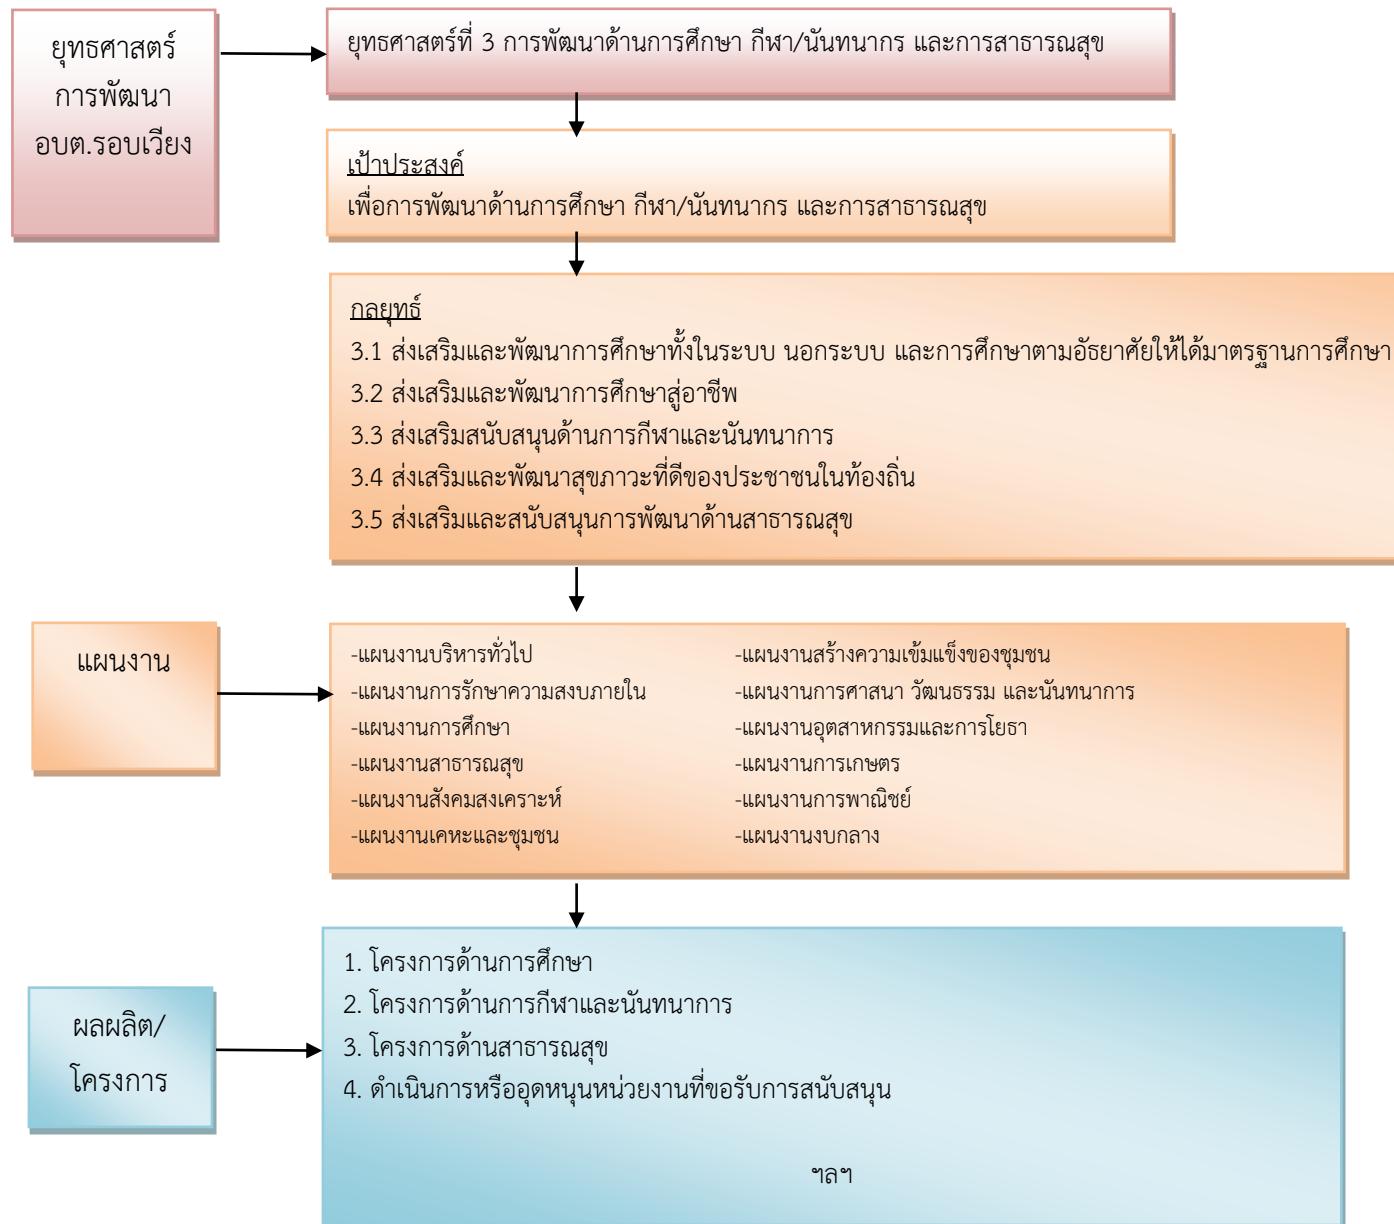 ยุทธศาสตร์
การพัฒนา
อบต.รอบเวียง
ยุทธศาสตร์ที่ 3 การพัฒนาด้านการศึกษา กีฬา/นันทนากร และการสาธารณสุข
เป้าประสงค์
เพื่อการพัฒนาด้านการศึกษา กีฬา/นันทนากร และการสาธารณสุข
กลยุทธ์
3.1 ส่งเสริมและพัฒนาการศึกษาทั้งในระบบ นอกระบบ และการศึกษาตามอัธยาศัยให้ได้มาตรฐานการศึกษา
3.2 ส่งเสริมและพัฒนาการศึกษาสู่อาชีพ
3.3 ส่งเสริมสนับสนุนด้านการกีฬาและนันทนาการ
3.4 ส่งเสริมและพัฒนาสุขภาวะที่ดีของประชาชนในท้องถิ่น
3.5 ส่งเสริมและสนับสนุนการพัฒนาด้านสาธารณสุข
แผนงาน
-แผนงานบริหารทั่วไป
-แผนงานการรักษาความสงบภายใน
-แผนงานการศึกษา
-แผนงานสาธารณสุข
-แผนงานสังคมสงเคราะห์
-แผนงานเคหะและชุมชน
-แผนงานสร้างความเข้มแข็งของชุมชน
-แผนงานการศาสนา วัฒนธรรม และนันทนาการ
-แผนงานอุตสาหกรรมและการโยธา
-แผนงานการเกษตร
-แผนงานการพาณิชย์
-แผนงานงบกลาง
ผลผลิต/
โครงการ
1. โครงการด้านการศึกษา
2. โครงการด้านการกีฬาและนันทนาการ
3. โครงการด้านสาธารณสุข
4. ดำเนินการหรืออุดหนุนหน่วยงานที่ขอรับการสนับสนุน
ฯลฯ